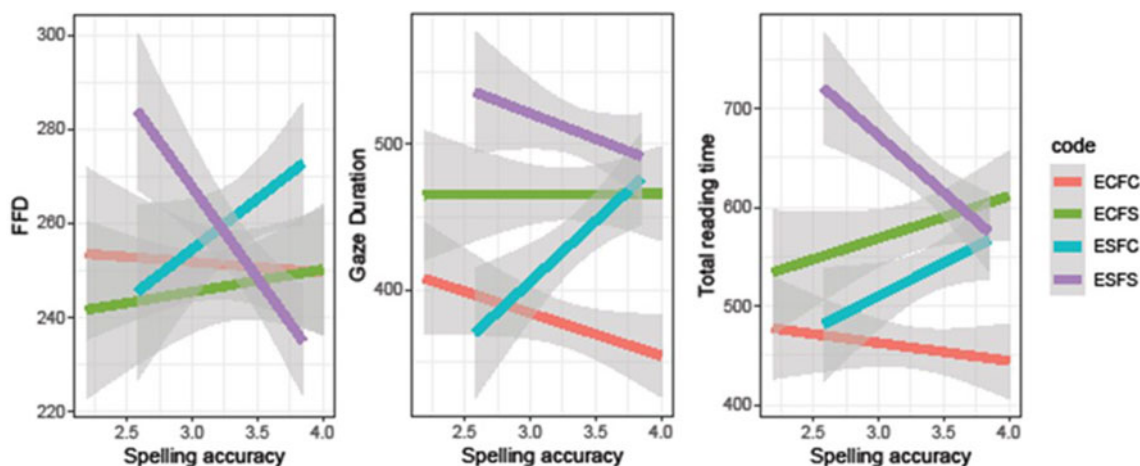 FFD
300
280
260
240
220
2.5 3.0 3.5 4.0
Spelling accuracy
Gaze Duration
500
400
2.5 3.0 3.5 4.0
Spelling accuracy
Total reading time
700
600
500
400
2.5 3.0 3.5 4.0
Spelling accuracy
code
ECFC
ECFS
ESFC
ESFS